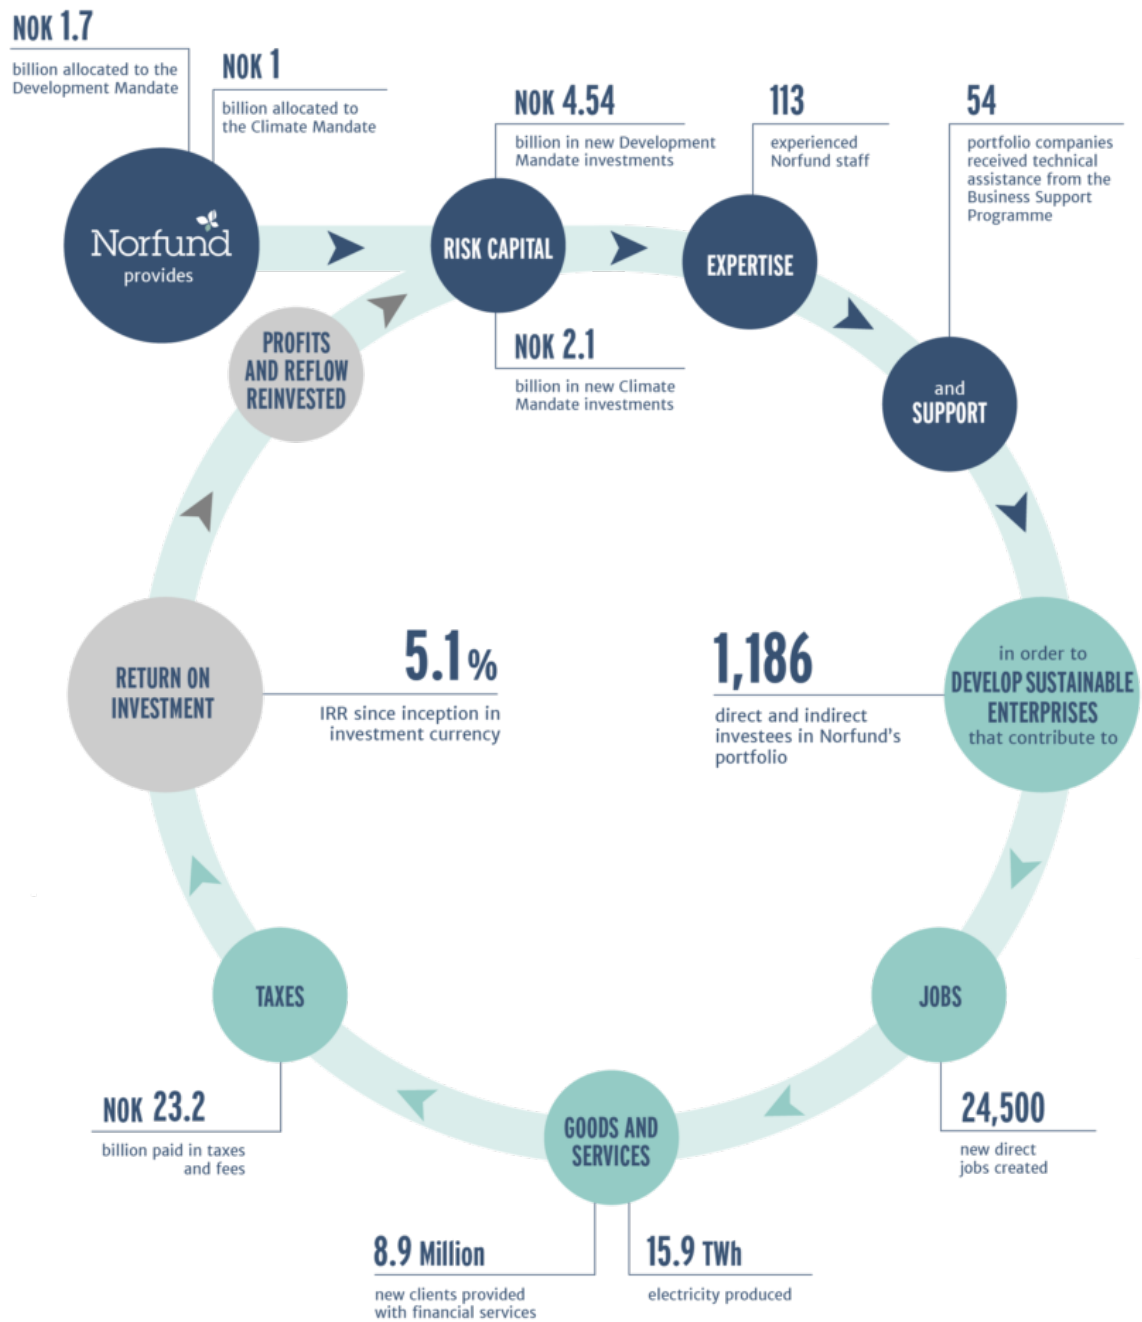 NOK 1.7
billion allocated to the
Development Mandate
NOK 1
billion allocated to
the Climate Mandate
NOK 4.54
billion in new Development
Mandate investments
113
experienced
Norfund staff
54
portfolio companies
received technical
assistance from the
Business Support
Programme
Norfund
provides
RISK CAPITAL
EXPERTISE
NOK 2.1
billion in new Climate
Mandate investments
and
SUPPORT
PROFITS
AND REFLOW
REINVESTED
RETURN ON
INVESTMENT
5.1%
IRR since inception in
investment currency
1,186
direct and indirect
investees in Norfund's
portfolio
in order to
DEVELOP SUSTAINABLE
ENTERPRISES
that contribute to
TAXES
JOBS
NOK 23.2
billion paid in taxes
and fees
GOODS AND
SERVICES
24,500
new direct
jobs created
8.9 Million
new clients provided
with financial services
15.9 TWh
electricity produced